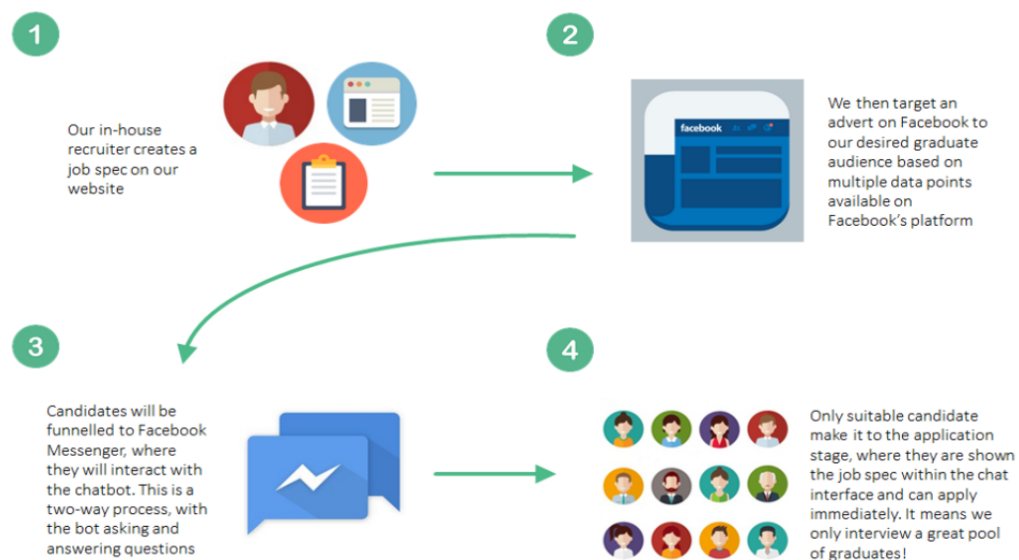 1
Our in-house
recruiter creates a
job spec on our
website
2
facebook
We then target an
advert on Facebook to
our desired graduate
audience based on
multiple data points
available on
Facebook's platform
3
Candidates will be
funnelled to Facebook
Messenger, where
they will interact with
the chatbot. This is a
two-way process, with
the bot asking and
answering questions
4
Only suitable candidate
make it to the application
stage, where they are shown
the job spec within the chat
interface and can apply
immediately. It means we
only interview a great pool
of graduates!